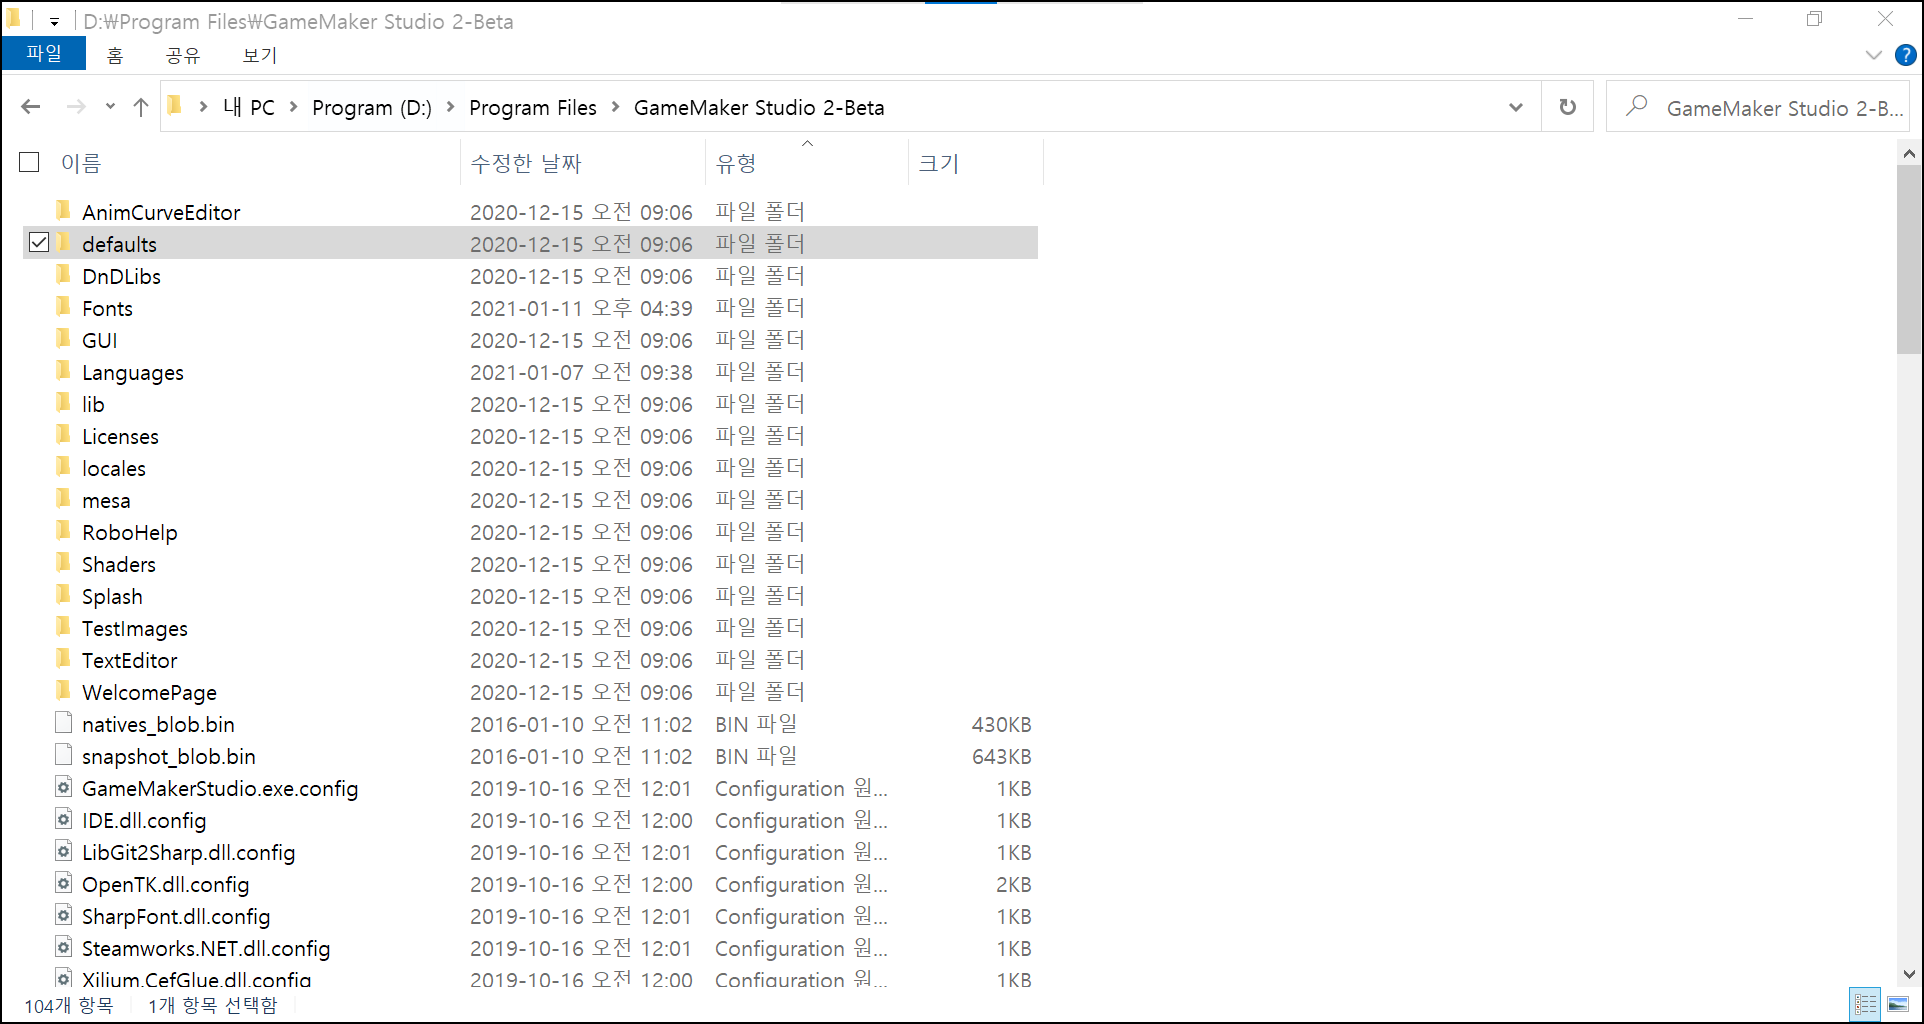 D:₩Program Files₩GameMaker Studio 2-Beta
파일 홈 공유 보기
내 PC Program (D:) Program Files GameMaker Studio 2-Beta GameMaker Studio 2-B...
이름 수정한 날짜 유형 크기
AnimCurveEditor 2020-12-15 오전 09:06 파일 폴더
defaults 2020-12-15 오전 09:06 파일 폴더
DnDLibs 2020-12-15 오전 09:06 파일 폴더
Fonts 2021-01-11 오후 04:39 파일 폴더
GUI 2020-12-15 오전 09:06 파일 폴더
Languages 2021-01-07 오전 09:38 파일 폴더
lib 2020-12-15 오전 09:06 파일 폴더
Licenses 2020-12-15 오전 09:06 파일 폴더
locales 2020-12-15 오전 09:06 파일 폴더
mesa 2020-12-15 오전 09:06 파일 폴더
RoboHelp 2020-12-15 오전 09:06 파일 폴더
Shaders 2020-12-15 오전 09:06 파일 폴더
Splash 2020-12-15 오전 09:06 파일 폴더
TestImages 2020-12-15 오전 09:06 파일 폴더
TextEditor 2020-12-15 오전 09:06 파일 폴더
WelcomePage 2020-12-15 오전 09:06 파일 폴더
natives_blob.bin 2016-01-10 오전 11:02 BIN 파일 430KB
snapshot_blob.bin 2016-01-10 오전 11:02 BIN 파일 643KB
GameMakerStudio.exe.config 2019-10-16 오전 12:01 Configuration 원... 1KB
IDE.dll.config 2019-10-16 오전 12:00 Configuration 원... 1KB
LibGit2Sharp.dll.config 2019-10-16 오전 12:01 Configuration 원... 1KB
OpenTK.dll.config 2019-10-16 오전 12:00 Configuration 원... 2KB
SharpFont.dll.config 2019-10-16 오전 12:01 Configuration 원... 1KB
Steamworks.NET.dll.config 2019-10-16 오전 12:01 Configuration 원... 1KB
Xilium.CefGlue.dll.config 2019-10-16 오전 12:00 Configuration 원... 1KB
104개 항목 1개 항목 선택함